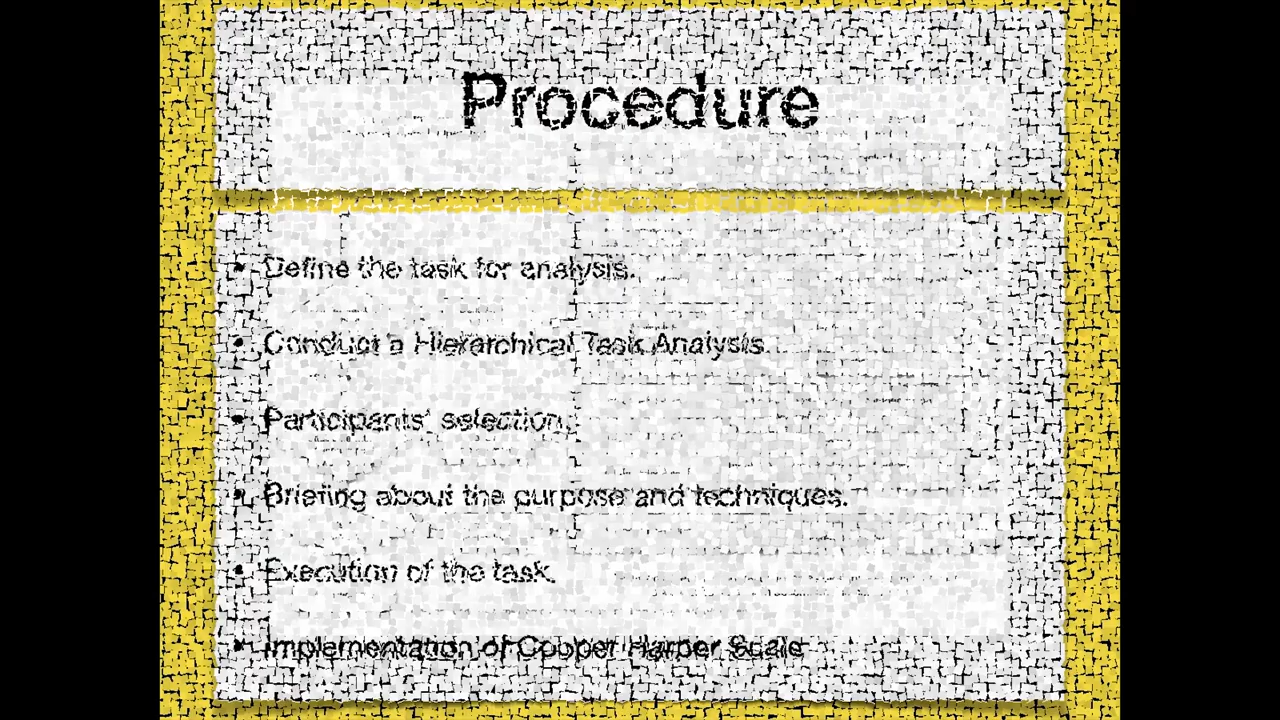 Procedure
• Define the task for analysis.
• Conduct a Hierarchical Task Analysis.
• Participants' selection.
• Briefing about the purpose and techniques.
• Execution of the task.
• Implementation of Cooper Harper Scale